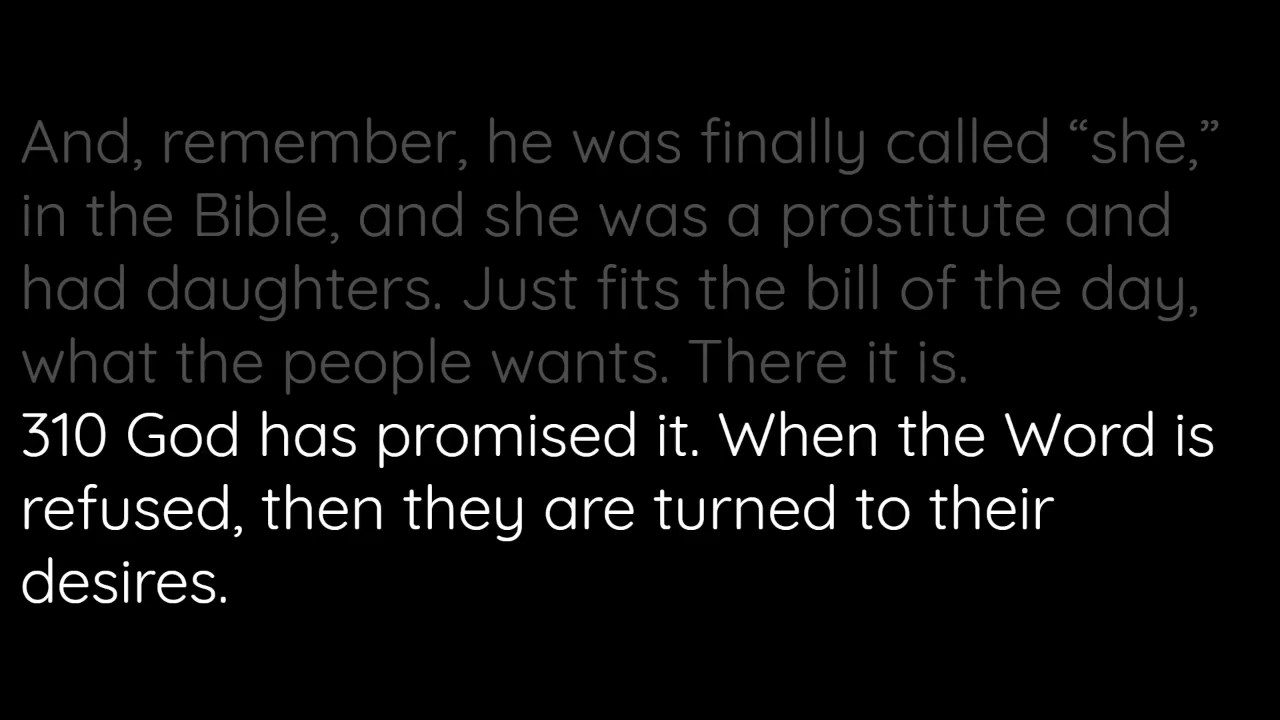 And, remember, he was finally called “she,”
in the Bible, and she was a prostitute and
had daughters. Just fits the bill of the day,
what the people wants. There it is.
310 God has promised it. When the Word is
refused, then they are turned to their
desires.